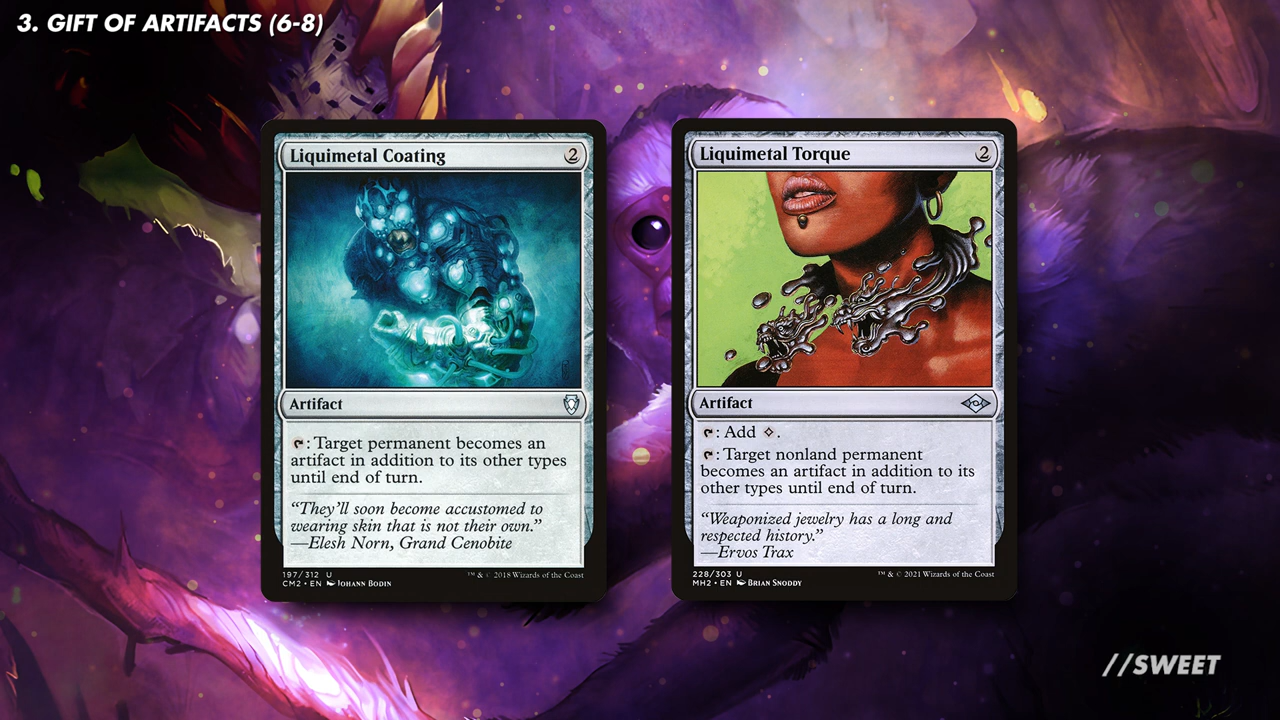 3. GIFT OF ARTIFACTS (6-8)
Liquimetal Coating 2
Artifact
: Target permanent becomes an
artifact in addition to its other types
until end of turn.
“They’ll soon become accustomed to
wearing skin that is not their own.”
—Elesh Norn, Grand Cenobite
197/312 U
CM2 • EN JOHANN BODIN
™ & © 2018 Wizards of the Coast
Liquimetal Torque 2
Artifact
: Add .
: Target nonland permanent
becomes an artifact in addition to its
other types until end of turn.
“Weaponized jewelry has a long and
respected history.”
—Ervos Trax
228/303 U
MH2 • EN BRIAN SNODDY
™ & © 2021 Wizards of the Coast
//SWEET